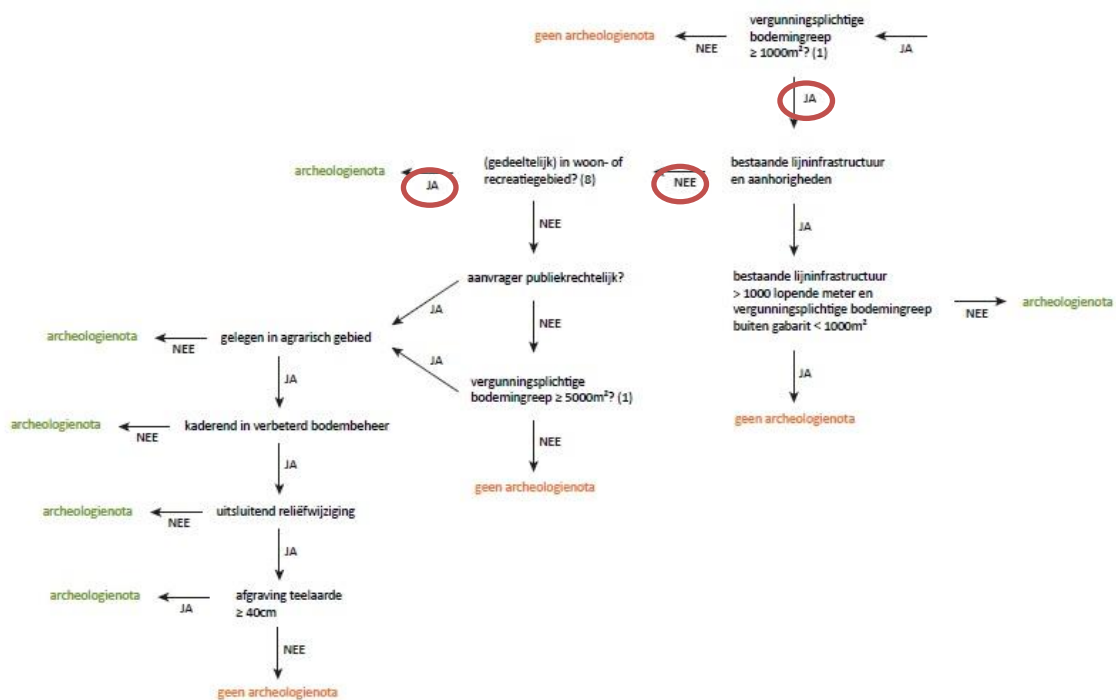 vergunningsplichtige
bodemingreep
≥ 1000m²? (1)
geen archeologienota
NEE
JA
JA
archeologienota
JA
(gedeeltelijk) in woon- of
recreatiegebied? (8)
NEE
bestaande lijninfrastructuur
en aanhorigheden
NEE
JA
aanvrager publiekrechtelijk?
bestaande lijninfrastructuur
> 1000 lopende meter en
vergunningsplichtige bodemingreep
buiten gabarit < 1000m²
NEE
archeologienota
JA
NEE
archeologienota
NEE
gelegen in agrarisch gebied
JA
JA
vergunningsplichtige
bodemingreep ≥ 5000m²? (1)
JA
geen archeologienota
archeologienota
NEE
kaderend in verbeterd bodembeheer
NEE
JA
geen archeologienota
archeologienota
NEE
uitsluitend reliëfwijziging
JA
archeologienota
JA
afgraving teelaarde
≥ 40cm
NEE
geen archeologienota